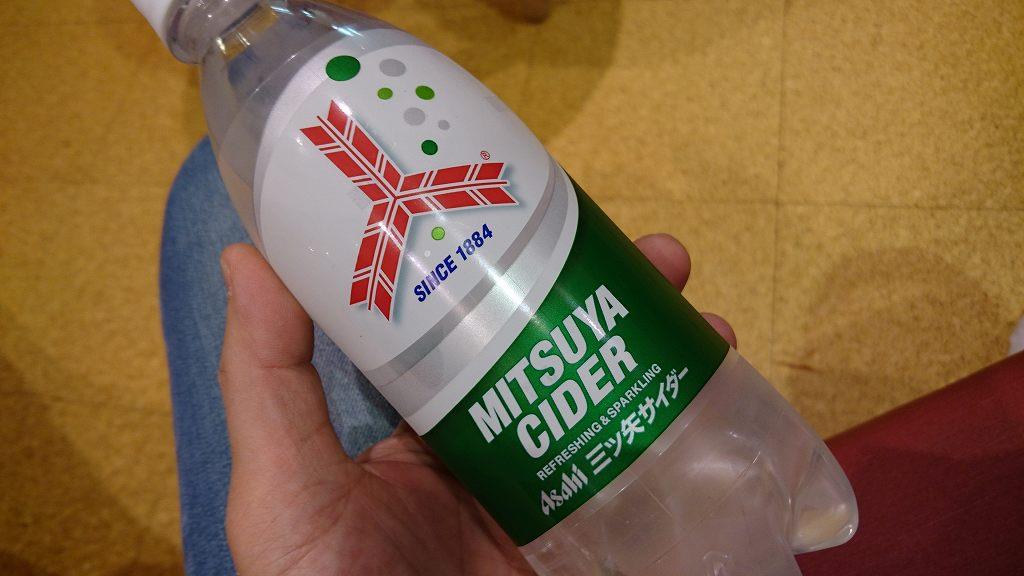 ®
SINCE 1884
MITSUYA
CIDER
REFRESHING & SPARKLING
Asahi 三ツ矢サイダー